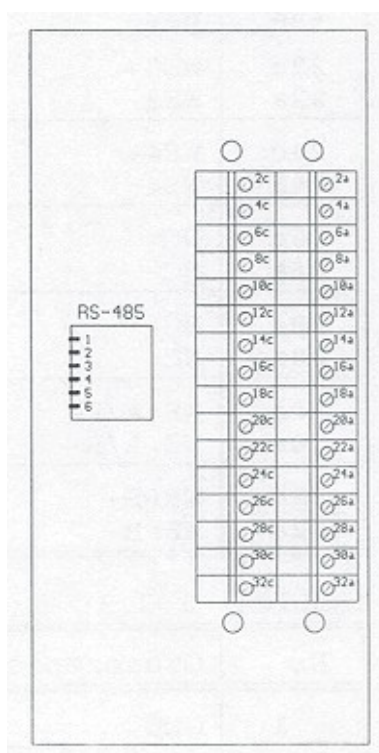 2c 2a
4c 4a
6c 6a
8c 8a
10c 10a
12c 12a
RS-485
1
2
3
4
5
6
14c 14a
16c 16a
18c 18a
20c 20a
22c 22a
24c 24a
26c 26a
28c 28a
30c 30a
32c 32a